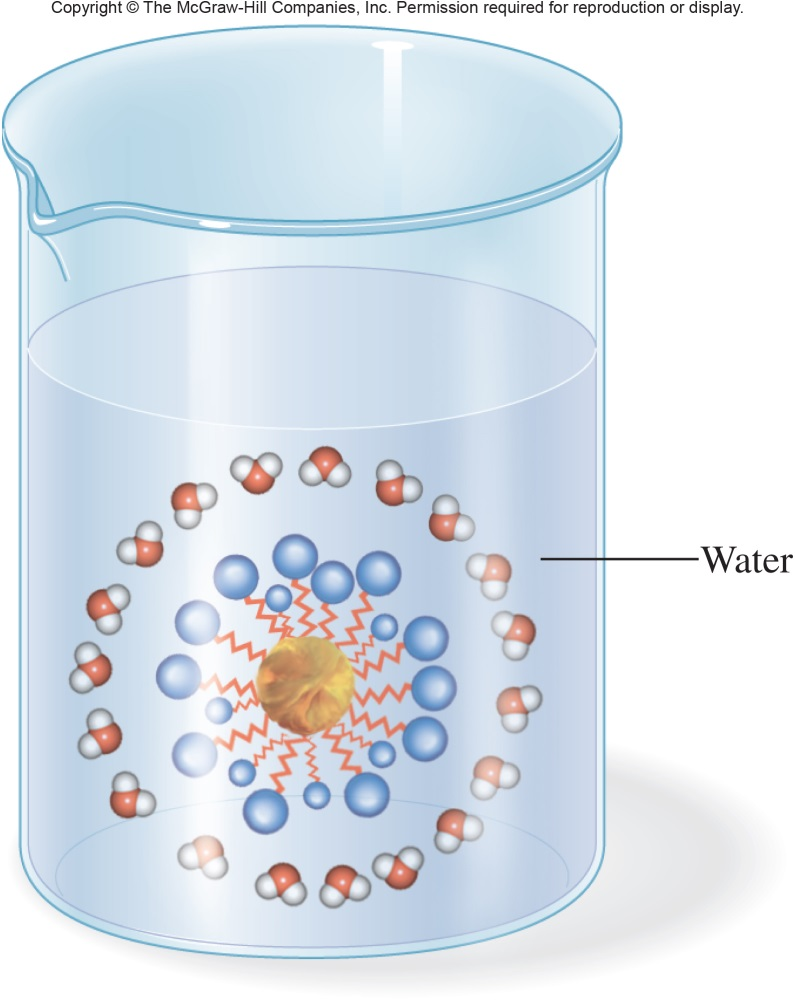 Copyright © The McGraw-Hill Companies, Inc. Permission required for reproduction or display.
Water